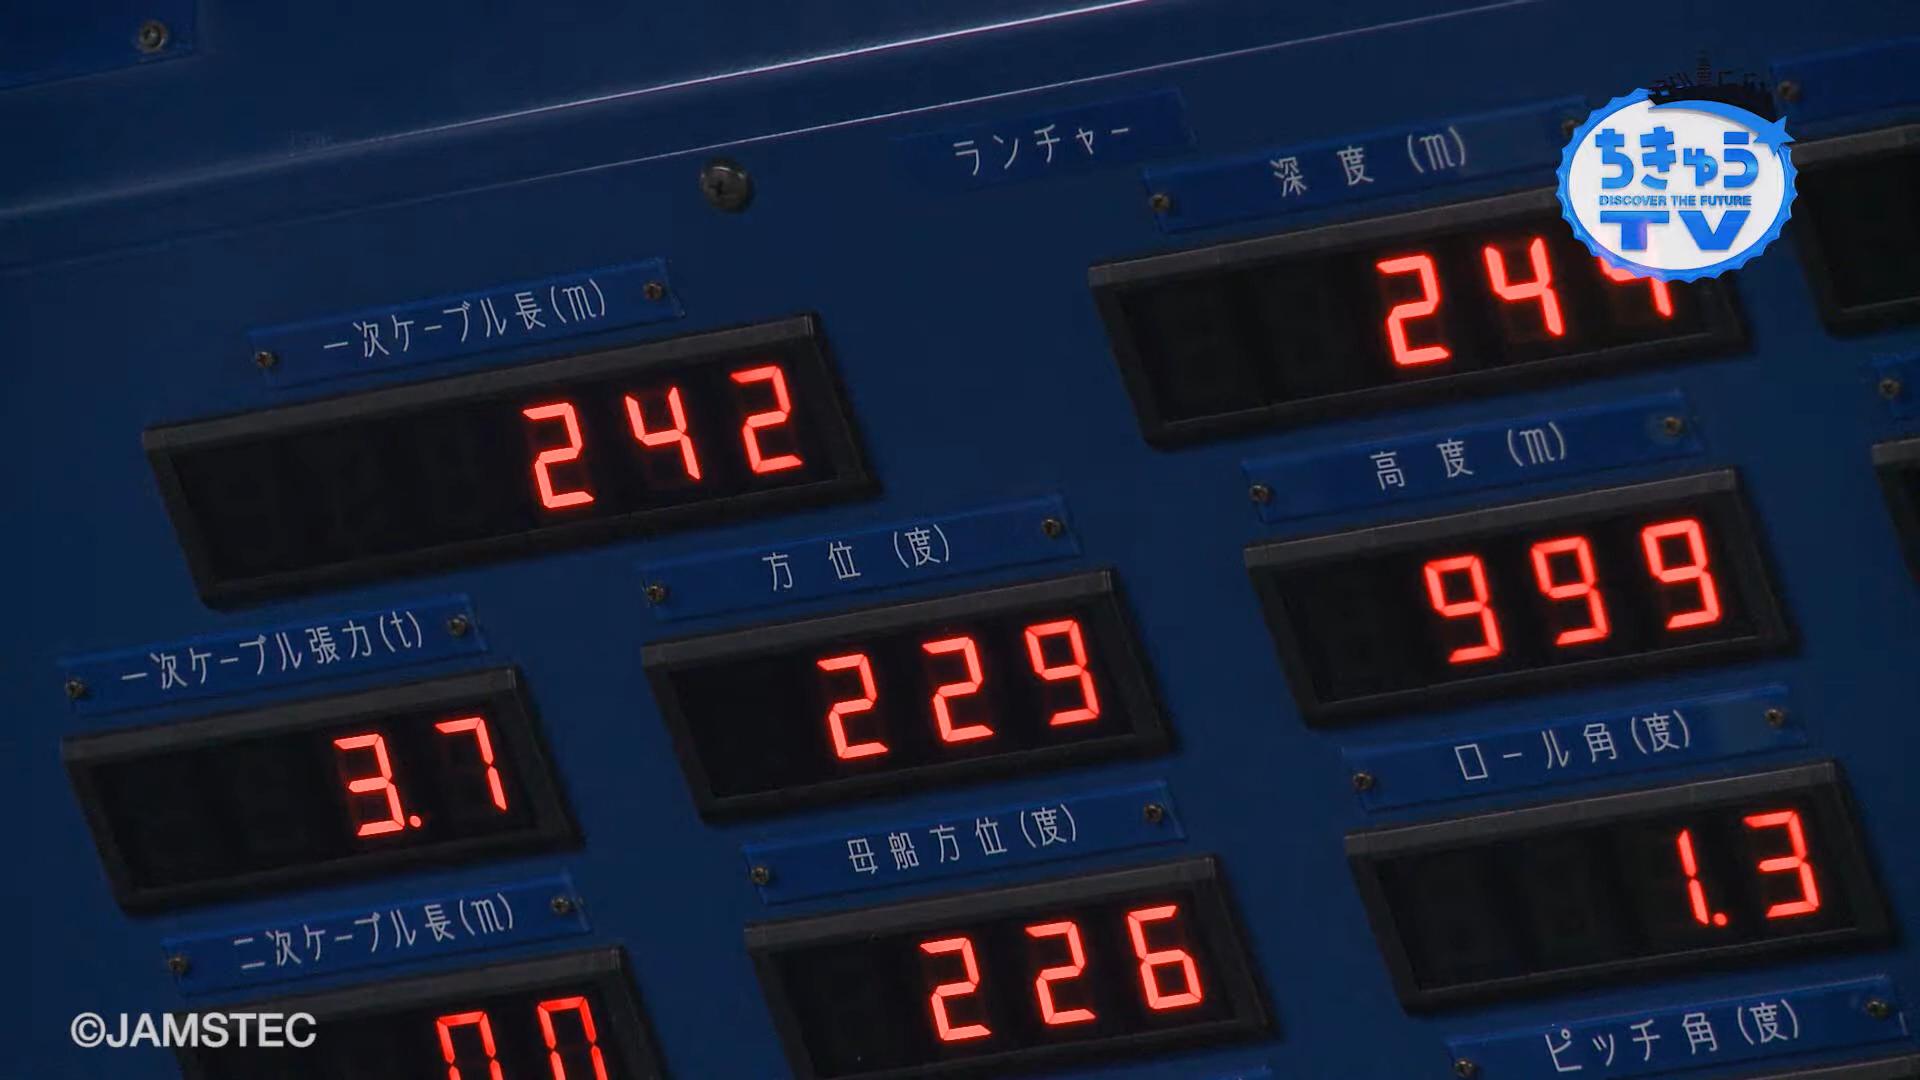 ランチャー
深度 (m)
244
ちきゅう
DISCOVER THE FUTURE
TV
一次ケーブル長(m)
242
高度 (m)
999
方位 (度)
229
一次ケーブル張力(t)
3.7
ロール角(度)
1.3
母船方位(度)
226
二次ケーブル長(m)
ピッチ角(度)
©JAMSTEC